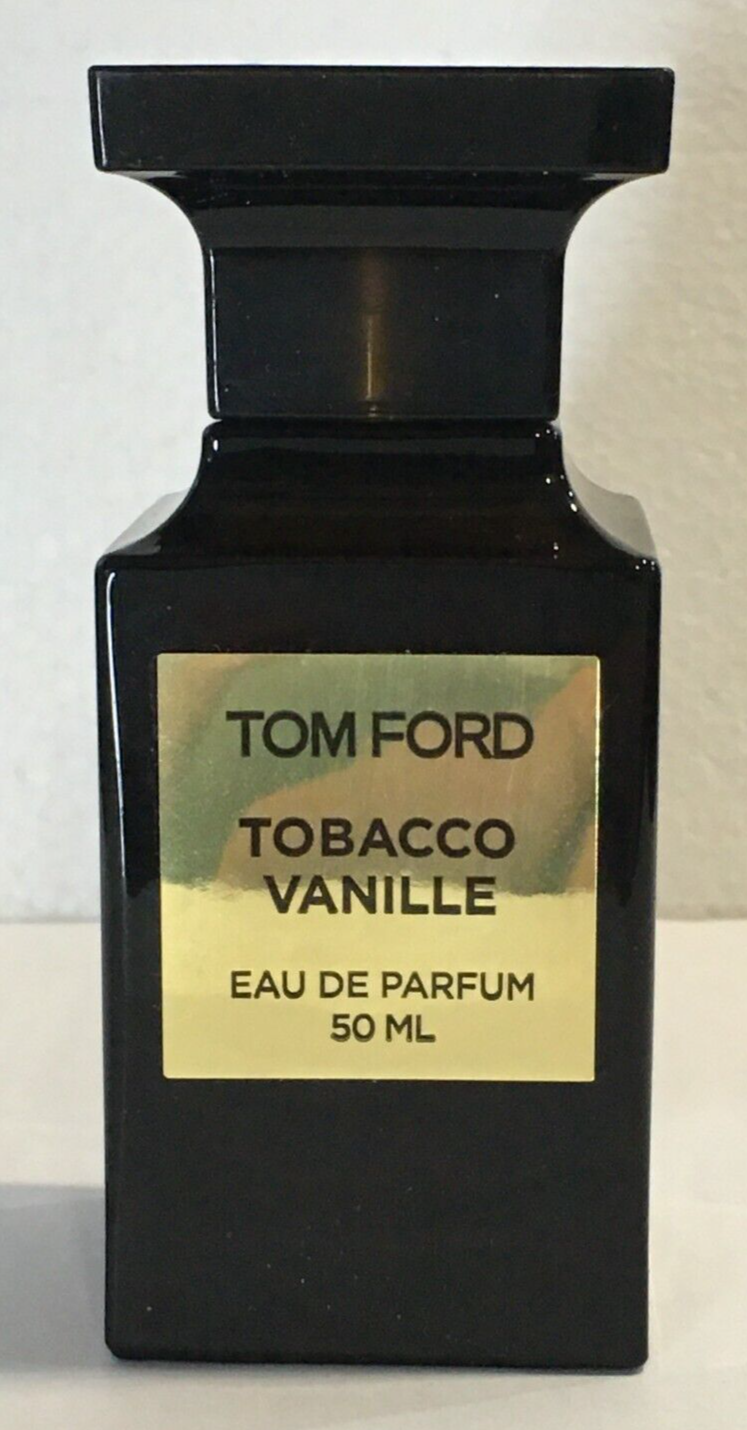 TOM FORD
TOBACCO
VANILLE
EAU DE PARFUM
50 ML